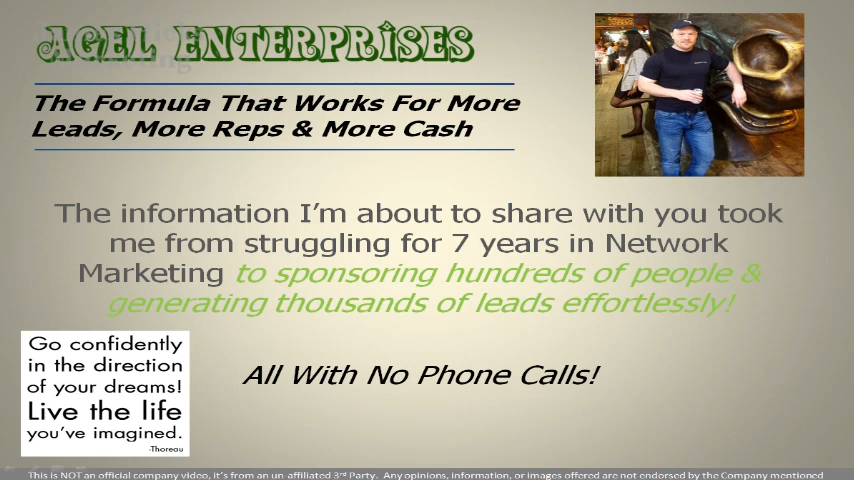 AGEL ENTERPRISES
The Formula That Works For More
Leads, More Reps & More Cash
The information I'm about to share with you took
me from struggling for 7 years in Network
Marketing to sponsoring hundreds of people &
generating thousands of leads effortlessly!
Go confidently
in the direction
of your dreams!
Live the life
you've imagined.
-Thoreau
All With No Phone Calls!
This is NOT an official company video, it's from an un-affiliated 3rd Party. Any opinions, information, or images offered are not endorsed by the Company mentioned